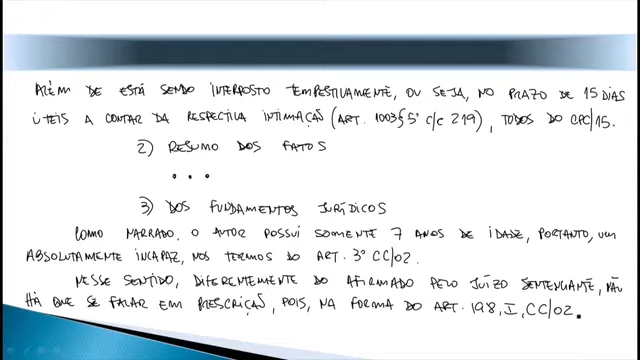 ALÉM DE ESTÁ SENDO INTERPOSTO TEMPESTIVAMENTE, OU SEJA, NO PRAZO DE 15 DIAS
ÚTEIS A CONTAR DA RESPECTIVA INTIMAÇÃO (ART. 1003 § 5º C/C 219), TODOS DO CPC/15.
2) RESUMO DOS FATOS
...
3) DOS FUNDAMENTOS JURÍDICOS
COMO NARRADO, O AUTOR POSSUÍ SOMENTE 7 ANOS DE IDADE, PORTANTO, UM
ABSOLUTAMENTE INCAPAZ, NOS TERMOS DO ART. 3º CC/02.
NESSE SENTIDO, DIFERENTEMENTE DO AFIRMADO PELO JUÍZO SENTENCIANTE, NÃO
HÁ QUE SE FALAR EM PRESCRIÇÃO, POIS, NA FORMA DO ART. 198, I, CC/02.